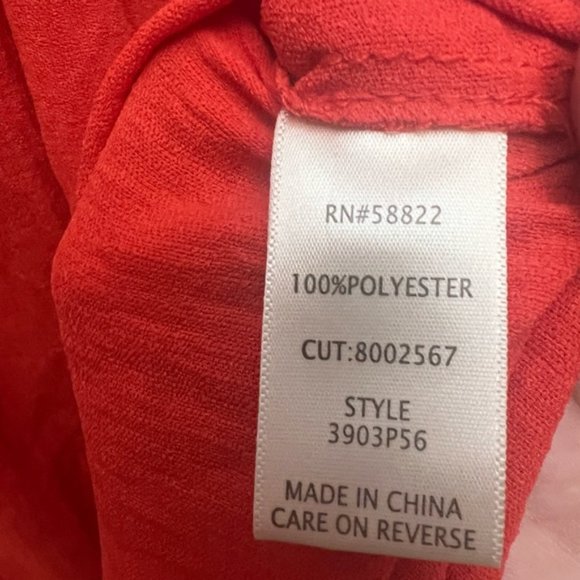 RN#58822
100%POLYESTER
CUT:8002567
STYLE
3903P56
MADE IN CHINA
CARE ON REVERSE